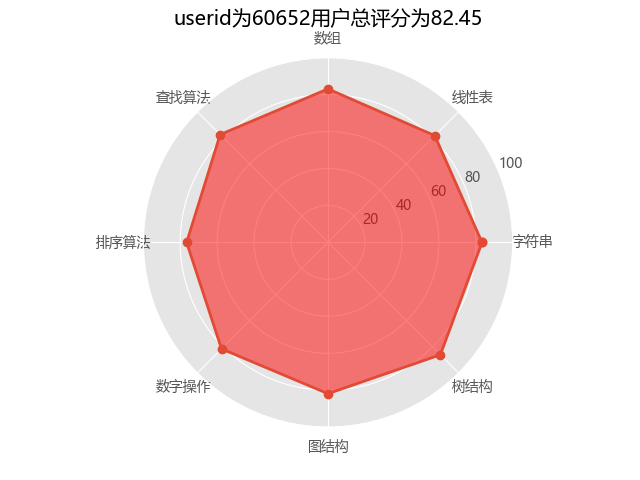 userid为60652用户总评分为82.45
数组
查找算法
线性表
100
80
60
40
20
排序算法
字符串
数字操作
树结构
图结构